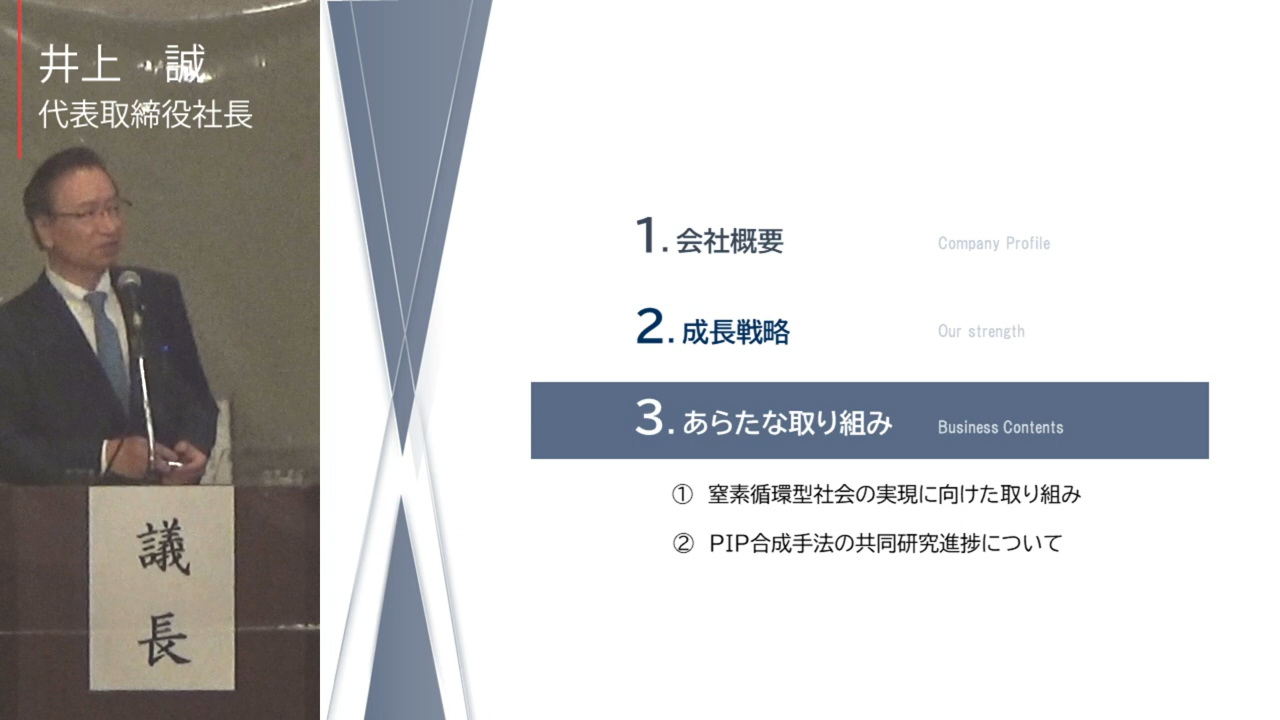 井上 誠
代表取締役社長
議長
1. 会社概要 Company Profile
2. 成長戦略 Our strength
3. あらたな取り組み Business Contents
① 窒素循環型社会の実現に向けた取り組み
② PIP合成手法の共同研究進捗について